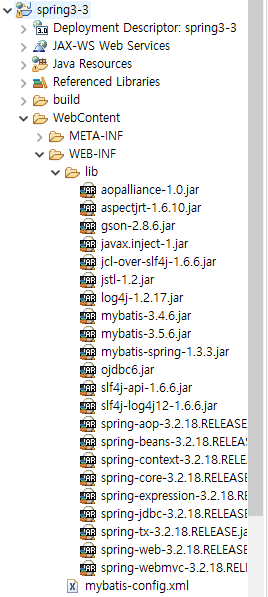 spring3-3
Deployment Descriptor: spring3-3
JAX-WS Web Services
Java Resources
Referenced Libraries
build
WebContent
META-INF
WEB-INF
lib
aopalliance-1.0.jar
aspectjrt-1.6.10.jar
gson-2.8.6.jar
javax.inject-1.jar
jcl-over-slf4j-1.6.6.jar
jstl-1.2.jar
log4j-1.2.17.jar
mybatis-3.4.6.jar
mybatis-3.5.6.jar
mybatis-spring-1.3.3.jar
ojdbc6.jar
slf4j-api-1.6.6.jar
slf4j-log4j12-1.6.6.jar
spring-aop-3.2.18.RELEASE
spring-beans-3.2.18.RELEA
spring-context-3.2.18.RELE
spring-core-3.2.18.RELEAS
spring-expression-3.2.18.R
spring-jdbc-3.2.18.RELEAS
spring-tx-3.2.18.RELEASE.ja
spring-web-3.2.18.RELEASE
spring-webmvc-3.2.18.REL
mybatis-config.xml